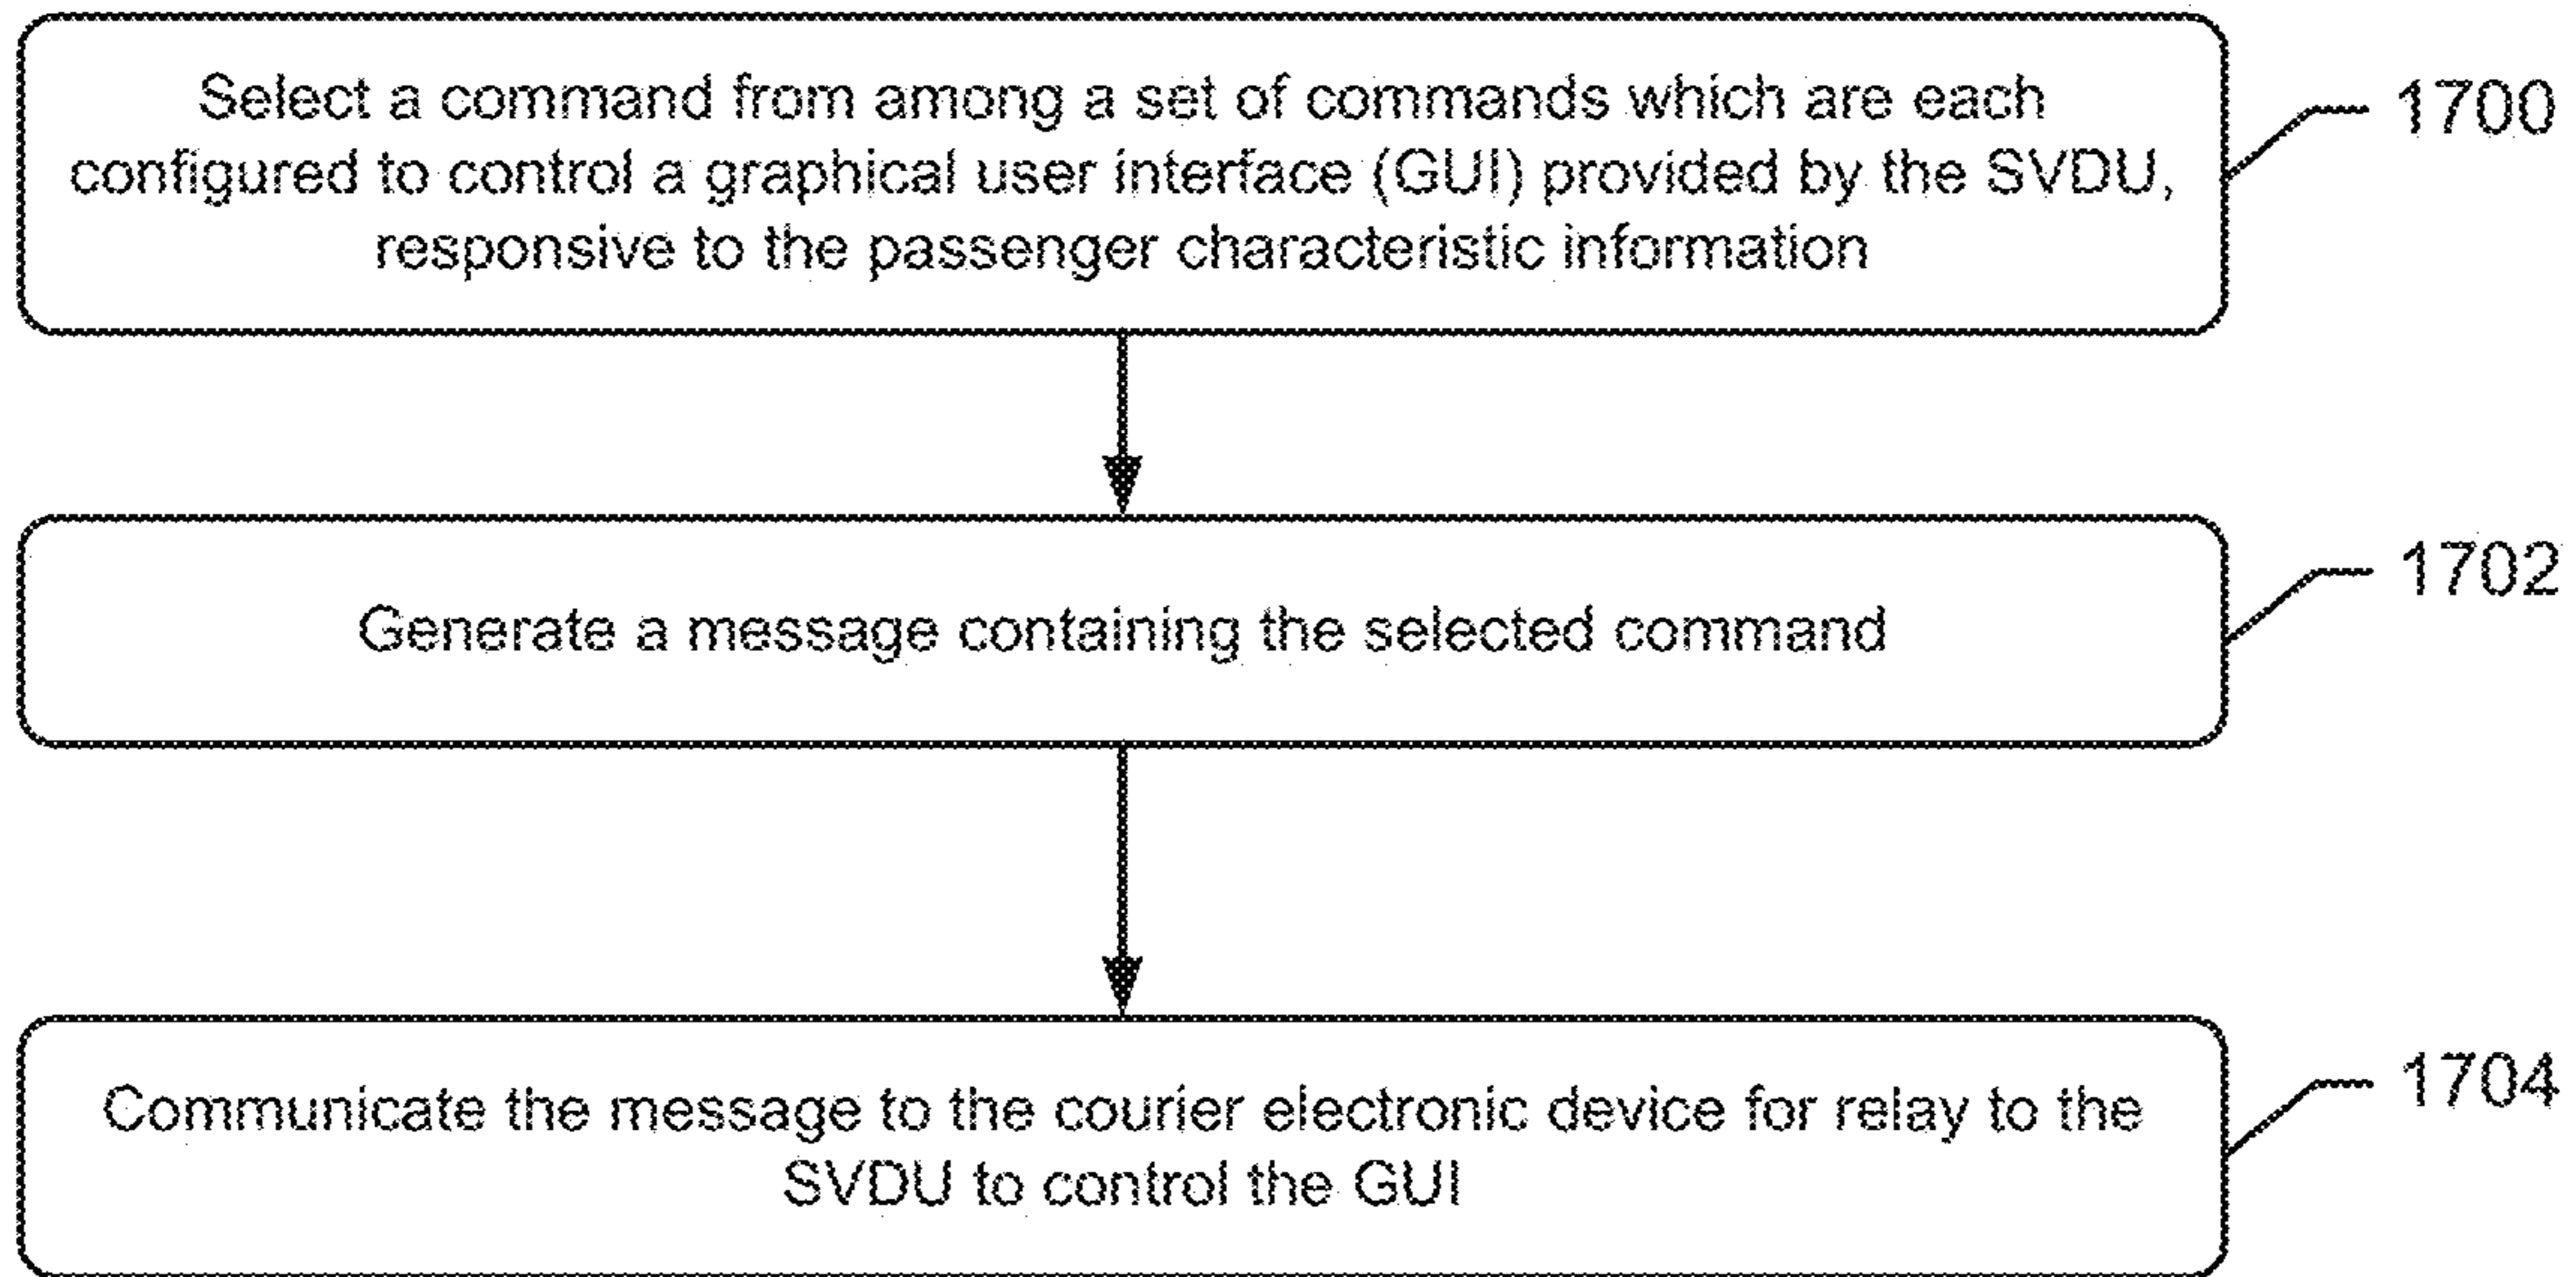 Select a command from among a set of commands which are each
configured to control a graphical user interface (GUI) provided by the SVDU,
responsive to the passenger characteristic information
1700
Generate a message containing the selected command
1702
Communicate the message to the courier electronic device for relay to the
SVDU to control the GUI
1704